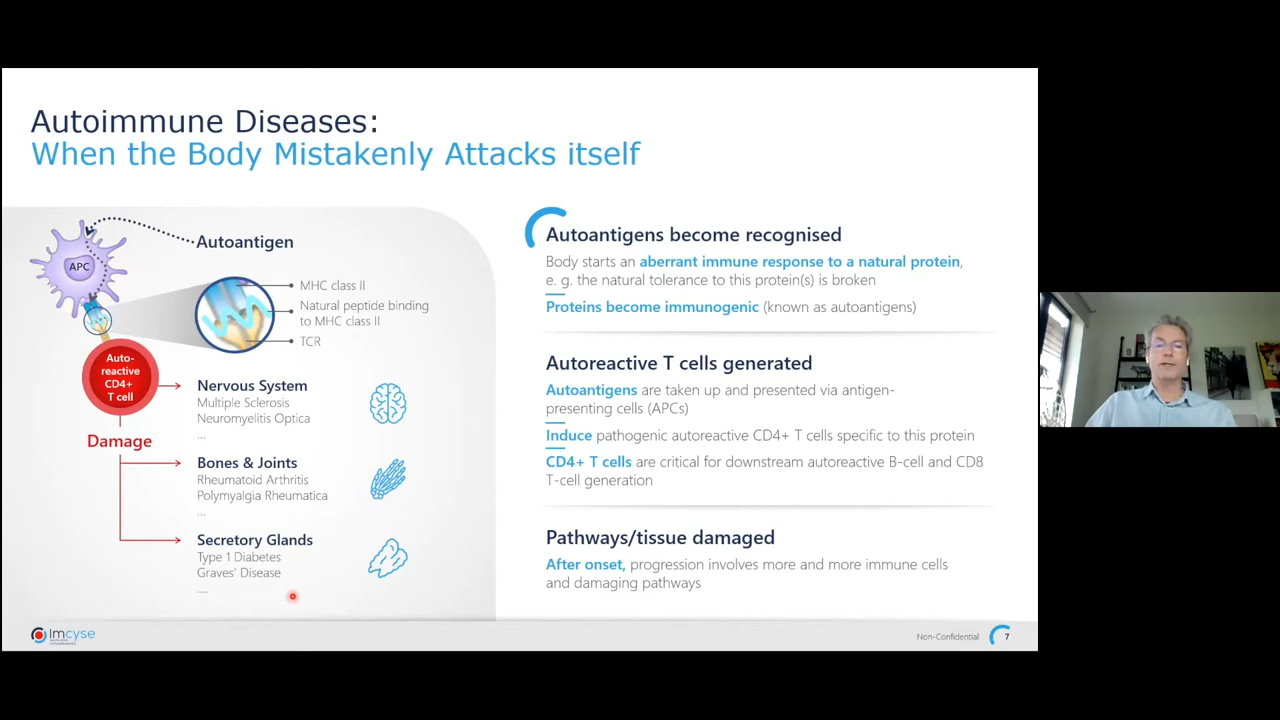 Autoimmune Diseases:
When the Body Mistakenly Attacks itself
APC
Autoantigen
MHC class II
Natural peptide binding
to MHC class II
TCR
Auto-
reactive
CD4+
T cell
Damage
Nervous System
Multiple Sclerosis
Neuromyelitis Optica
...
Bones & Joints
Rheumatoid Arthritis
Polymyalgia Rheumatica
...
Secretory Glands
Type 1 Diabetes
Graves' Disease
....
Autoantigens become recognised
Body starts an aberrant immune response to a natural protein,
e. g. the natural tolerance to this protein(s) is broken
Proteins become immunogenic (known as autoantigens)
Autoreactive T cells generated
Autoantigens are taken up and presented via antigen-
presenting cells (APCs)
Induce pathogenic autoreactive CD4+ T cells specific to this protein
CD4+ T cells are critical for downstream autoreactive B-cell and CD8
T-cell generation
Pathways/tissue damaged
After onset, progression involves more and more immune cells
and damaging pathways
Imcyse
Non-Confidential
7